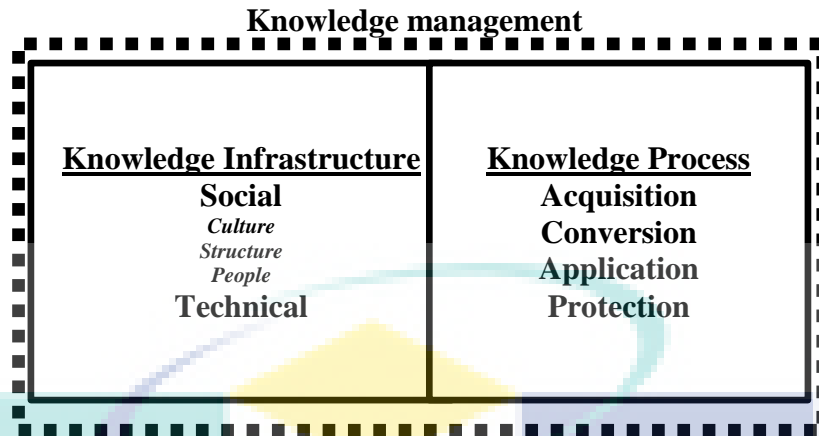 Knowledge management
Knowledge Infrastructure
Social
Culture
Structure
People
Technical
Knowledge Process
Acquisition
Conversion
Application
Protection